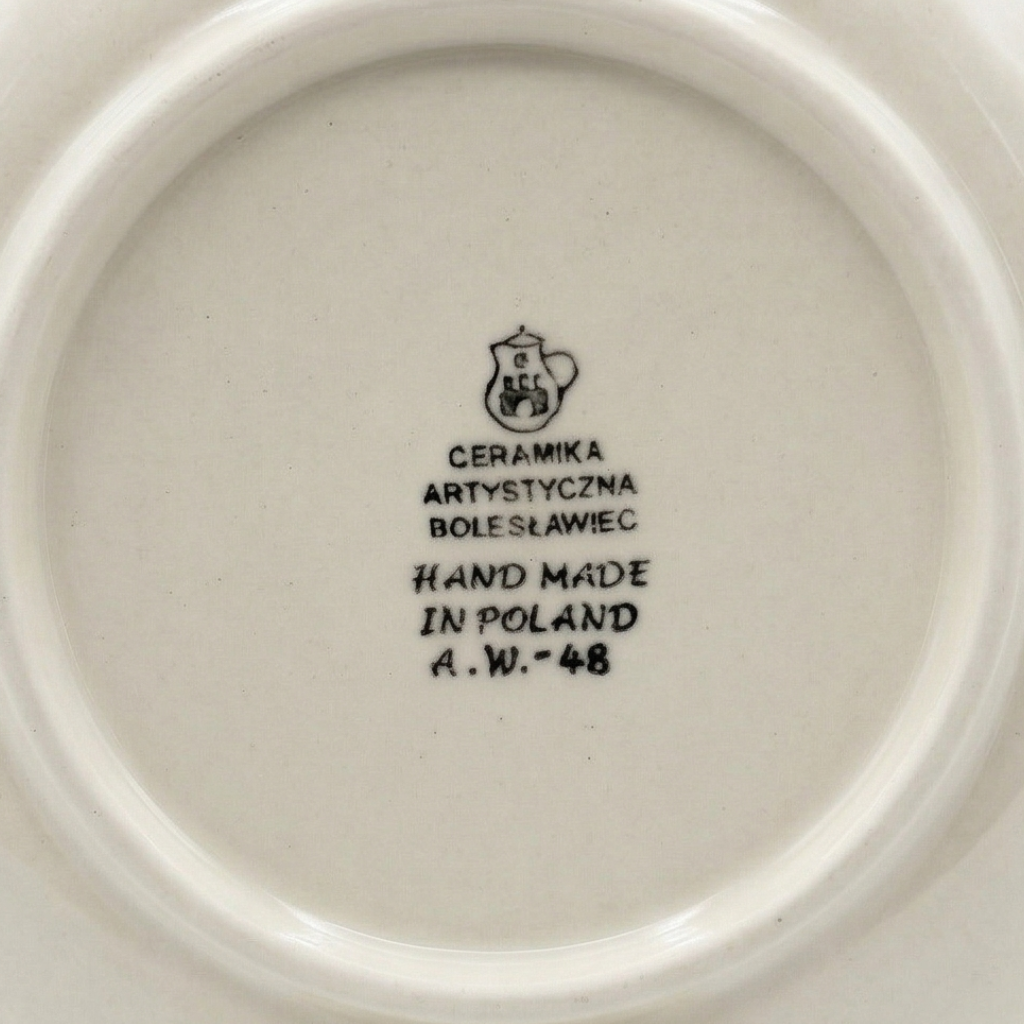 CERAMIKA
ARTYSTYCZNA
BOLESŁAWIEC
HAND MADE
IN POLAND
A.W.-48